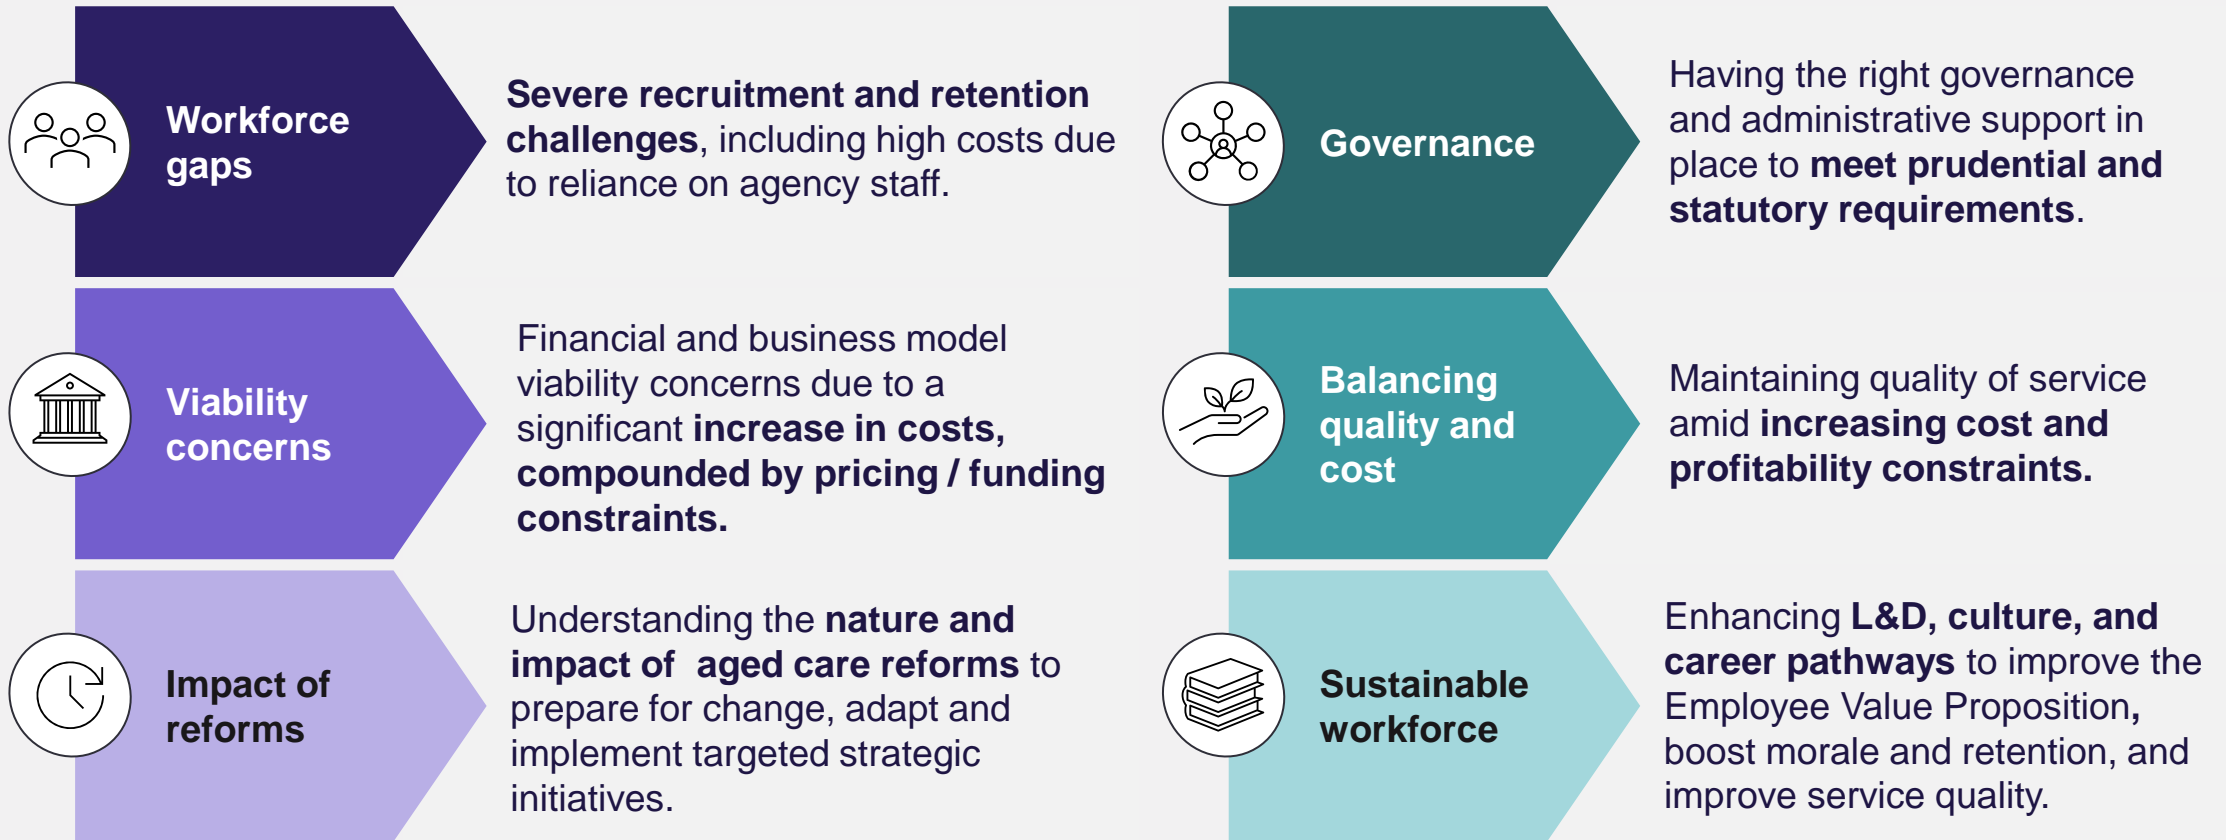 Workforce
gaps
Severe recruitment and retention
challenges, including high costs due
to reliance on agency staff.
Viability
concerns
Financial and business model
viability concerns due to a
significant increase in costs,
compounded by pricing / funding
constraints.
Impact of
reforms
Understanding the nature and
impact of  aged care reforms to
prepare for change, adapt and
implement targeted strategic
initiatives.
Governance
Having the right governance
and administrative support in
place to meet prudential and
statutory requirements.
Balancing
quality and
cost
Maintaining quality of service
amid increasing cost and
profitability constraints.
Sustainable
workforce
Enhancing L&D, culture, and
career pathways to improve the
Employee Value Proposition,
boost morale and retention, and
improve service quality.